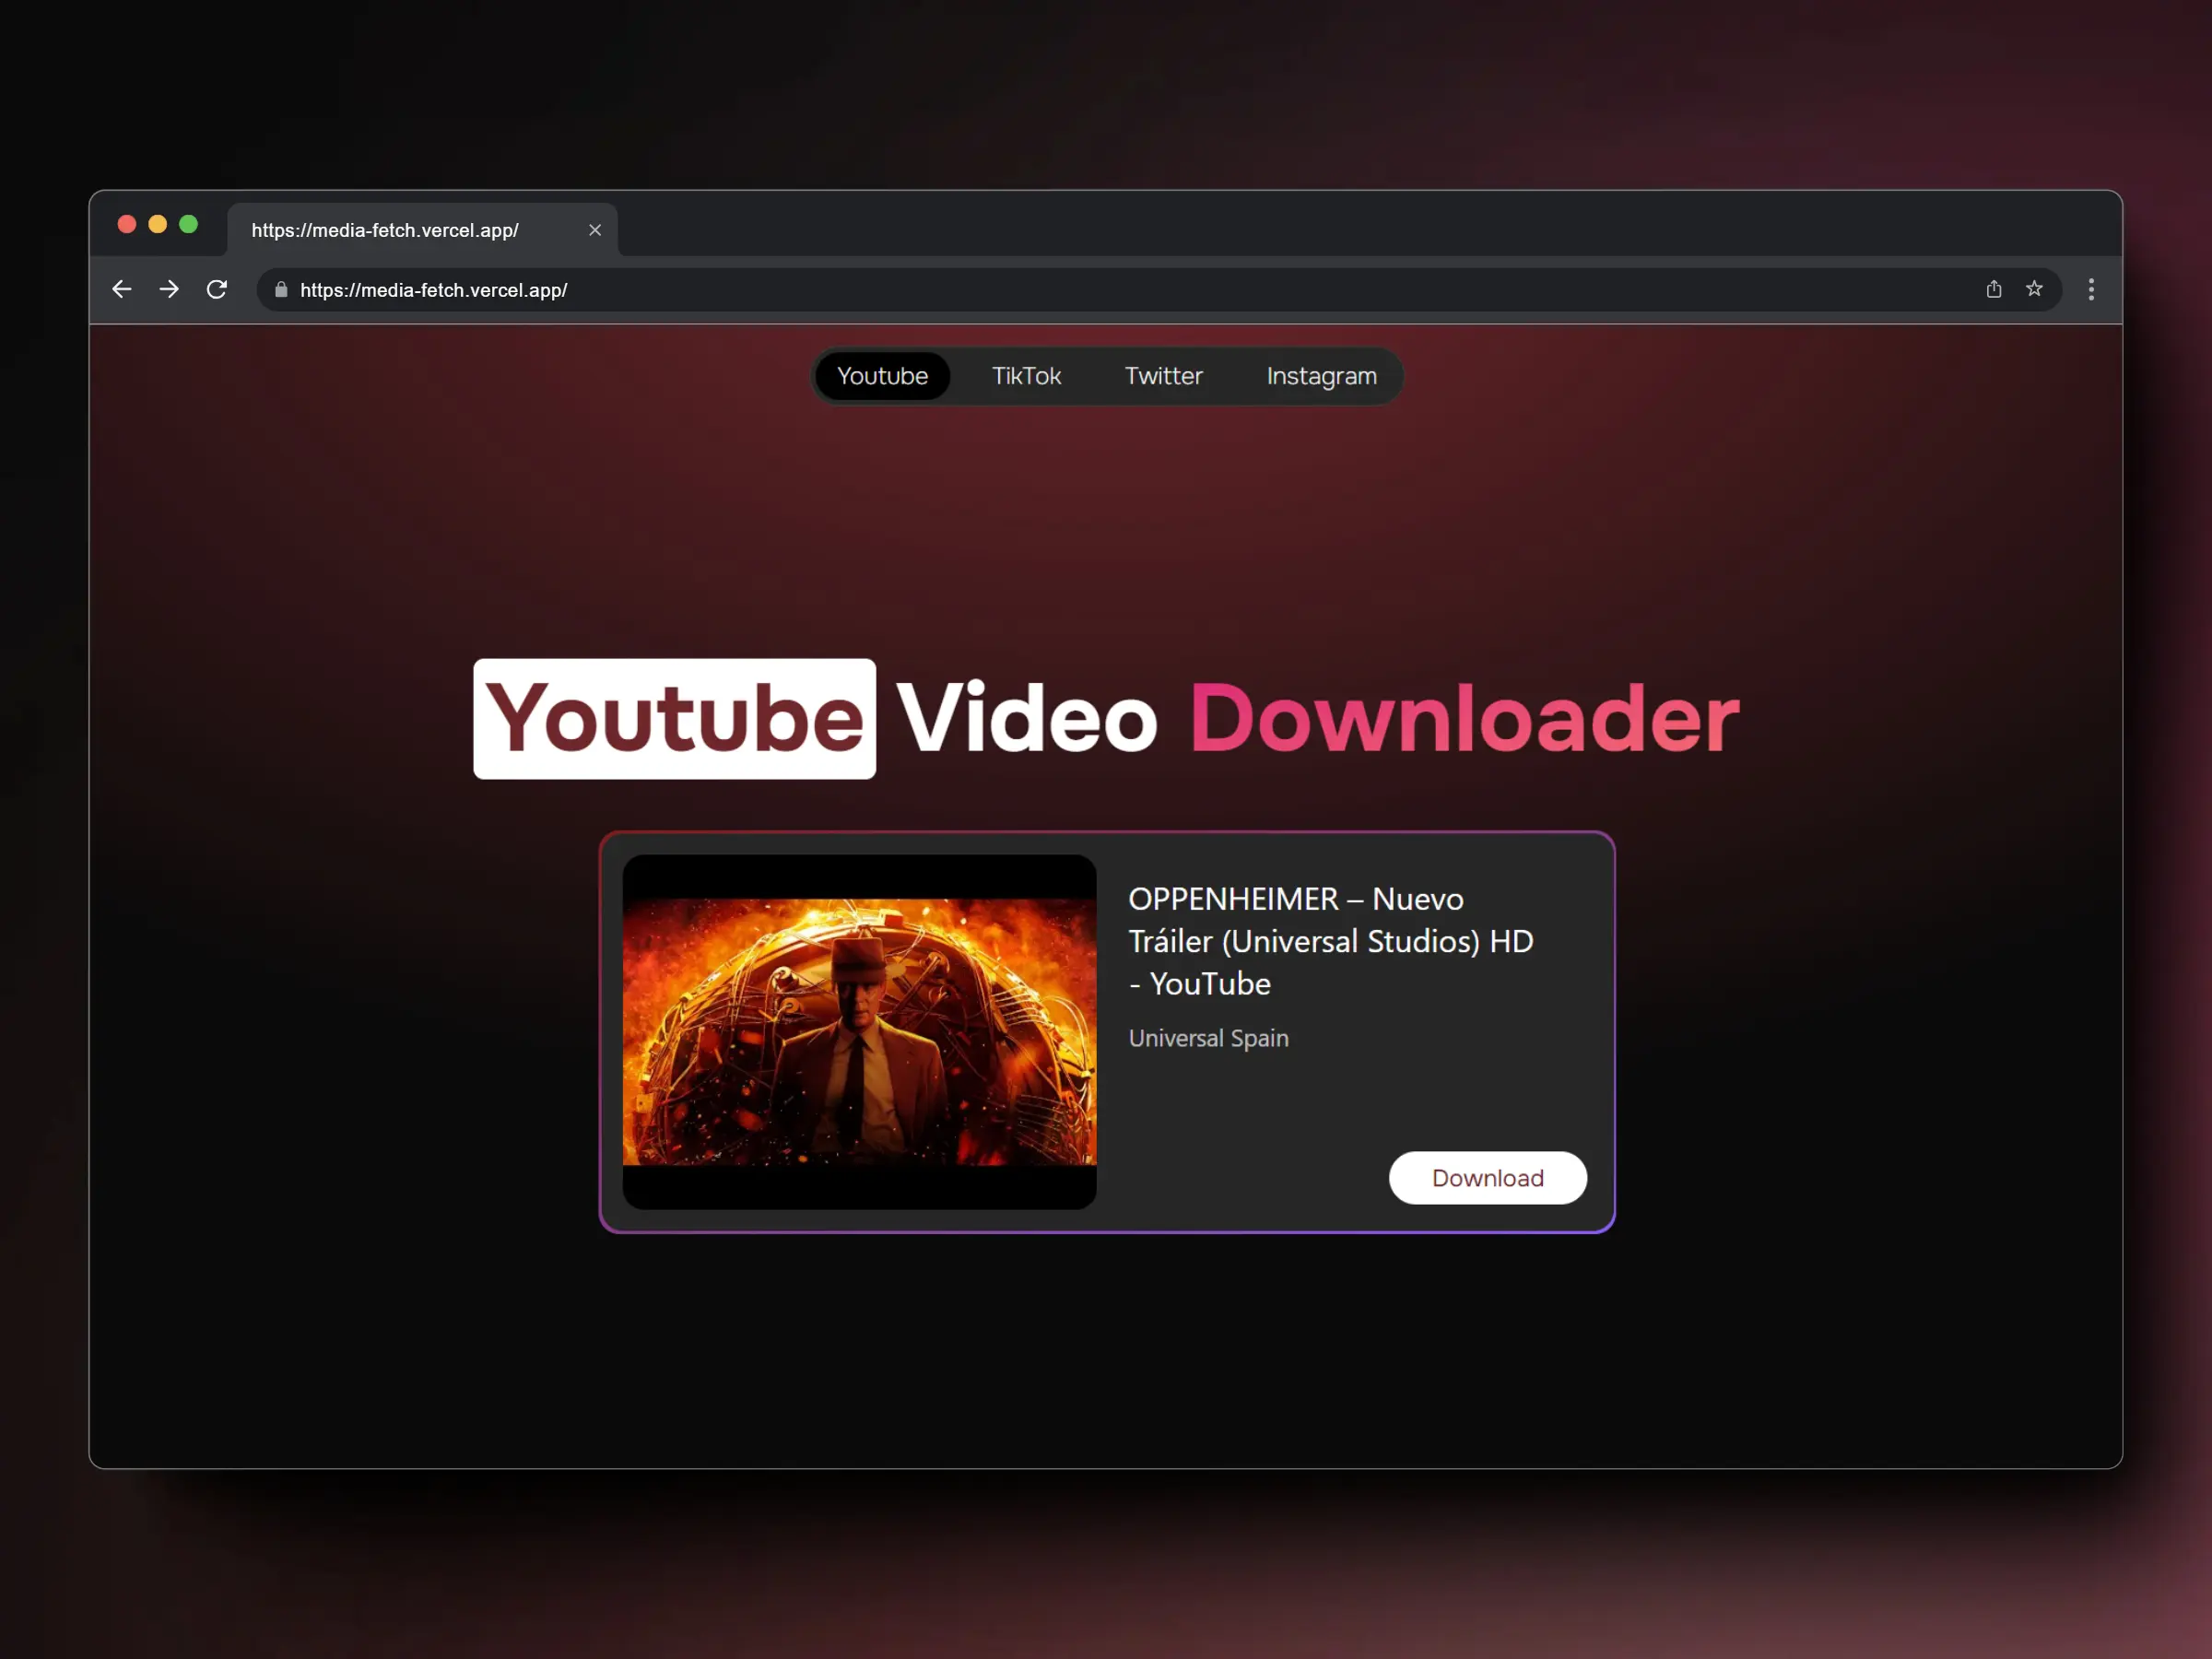 https://media-fetch.vercel.app/
https://media-fetch.vercel.app/
Youtube TikTok Twitter Instagram
Youtube Video Downloader
OPPENHEIMER – Nuevo
Tráiler (Universal Studios) HD
- YouTube
Universal Spain
Download